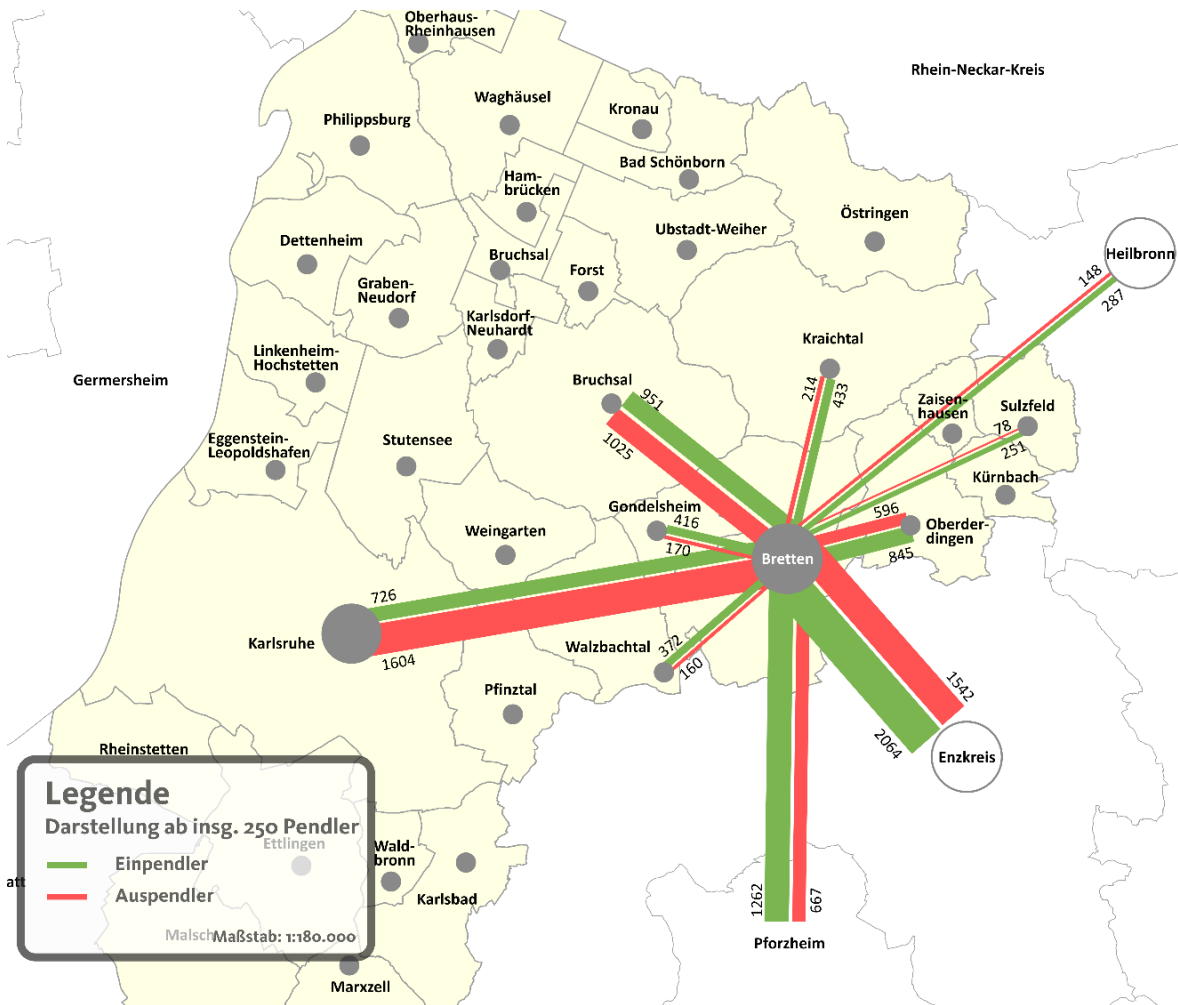 Oberhaus-
Rheinhausen
Rhein-Neckar-Kreis
Waghäusel
Kronau
Philippsburg
Bad Schönborn
Ham-
brücken
Östringen
Ubstadt-Weiher
Dettenheim
Bruchsal
Forst
Heilbronn
148
287
Graben-
Neudorf
Karlsdorf-
Neuhardt
Kraichtal
Linkenheim-
Hochstetten
Germersheim
Bruchsal
951
1025
214
433
Zaisen-
hausen
Sulzfeld
78
251
Eggenstein-
Leopoldshafen
Stutensee
Kürnbach
Gondelsheim
416
170
596
Oberder-
dingen
845
Weingarten
Bretten
726
Karlsruhe
1604
Walzbachtal
372
160
Pfinztal
1542
2064
Enzkreis
Rheinstetten
Legende
Darstellung ab insg. 250 Pendler
Ettlingen
Einpendler
Auspendler
Malsch
Maßstab: 1:180.000
att
Wald-
bronn
Karlsbad
1262
667
Pforzheim
Marxzell